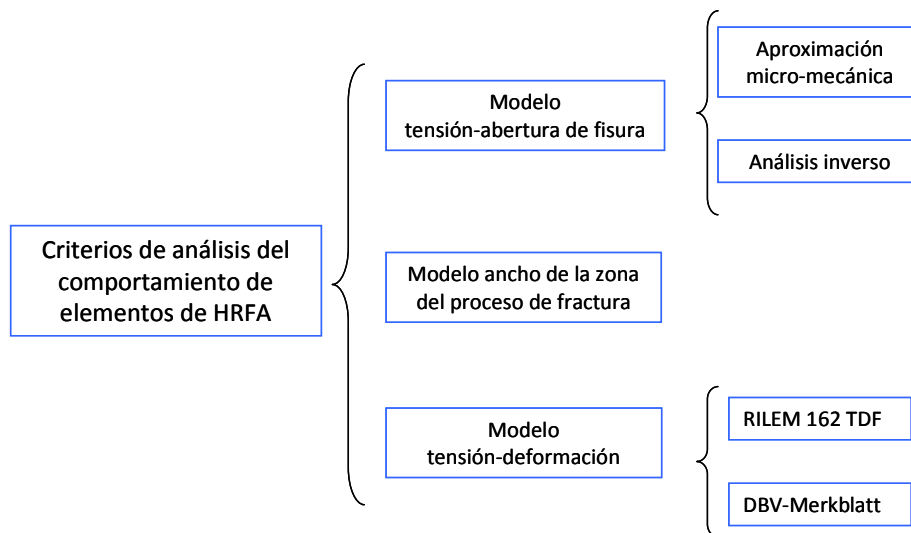 Criterios de análisis del
comportamiento de
elementos de HRFA
Modelo
tensión-abertura de fisura
Aproximación
micro-mecánica
Análisis inverso
Modelo ancho de la zona
del proceso de fractura
Modelo
tensión-deformación
RILEM 162 TDF
DBV-Merkblatt